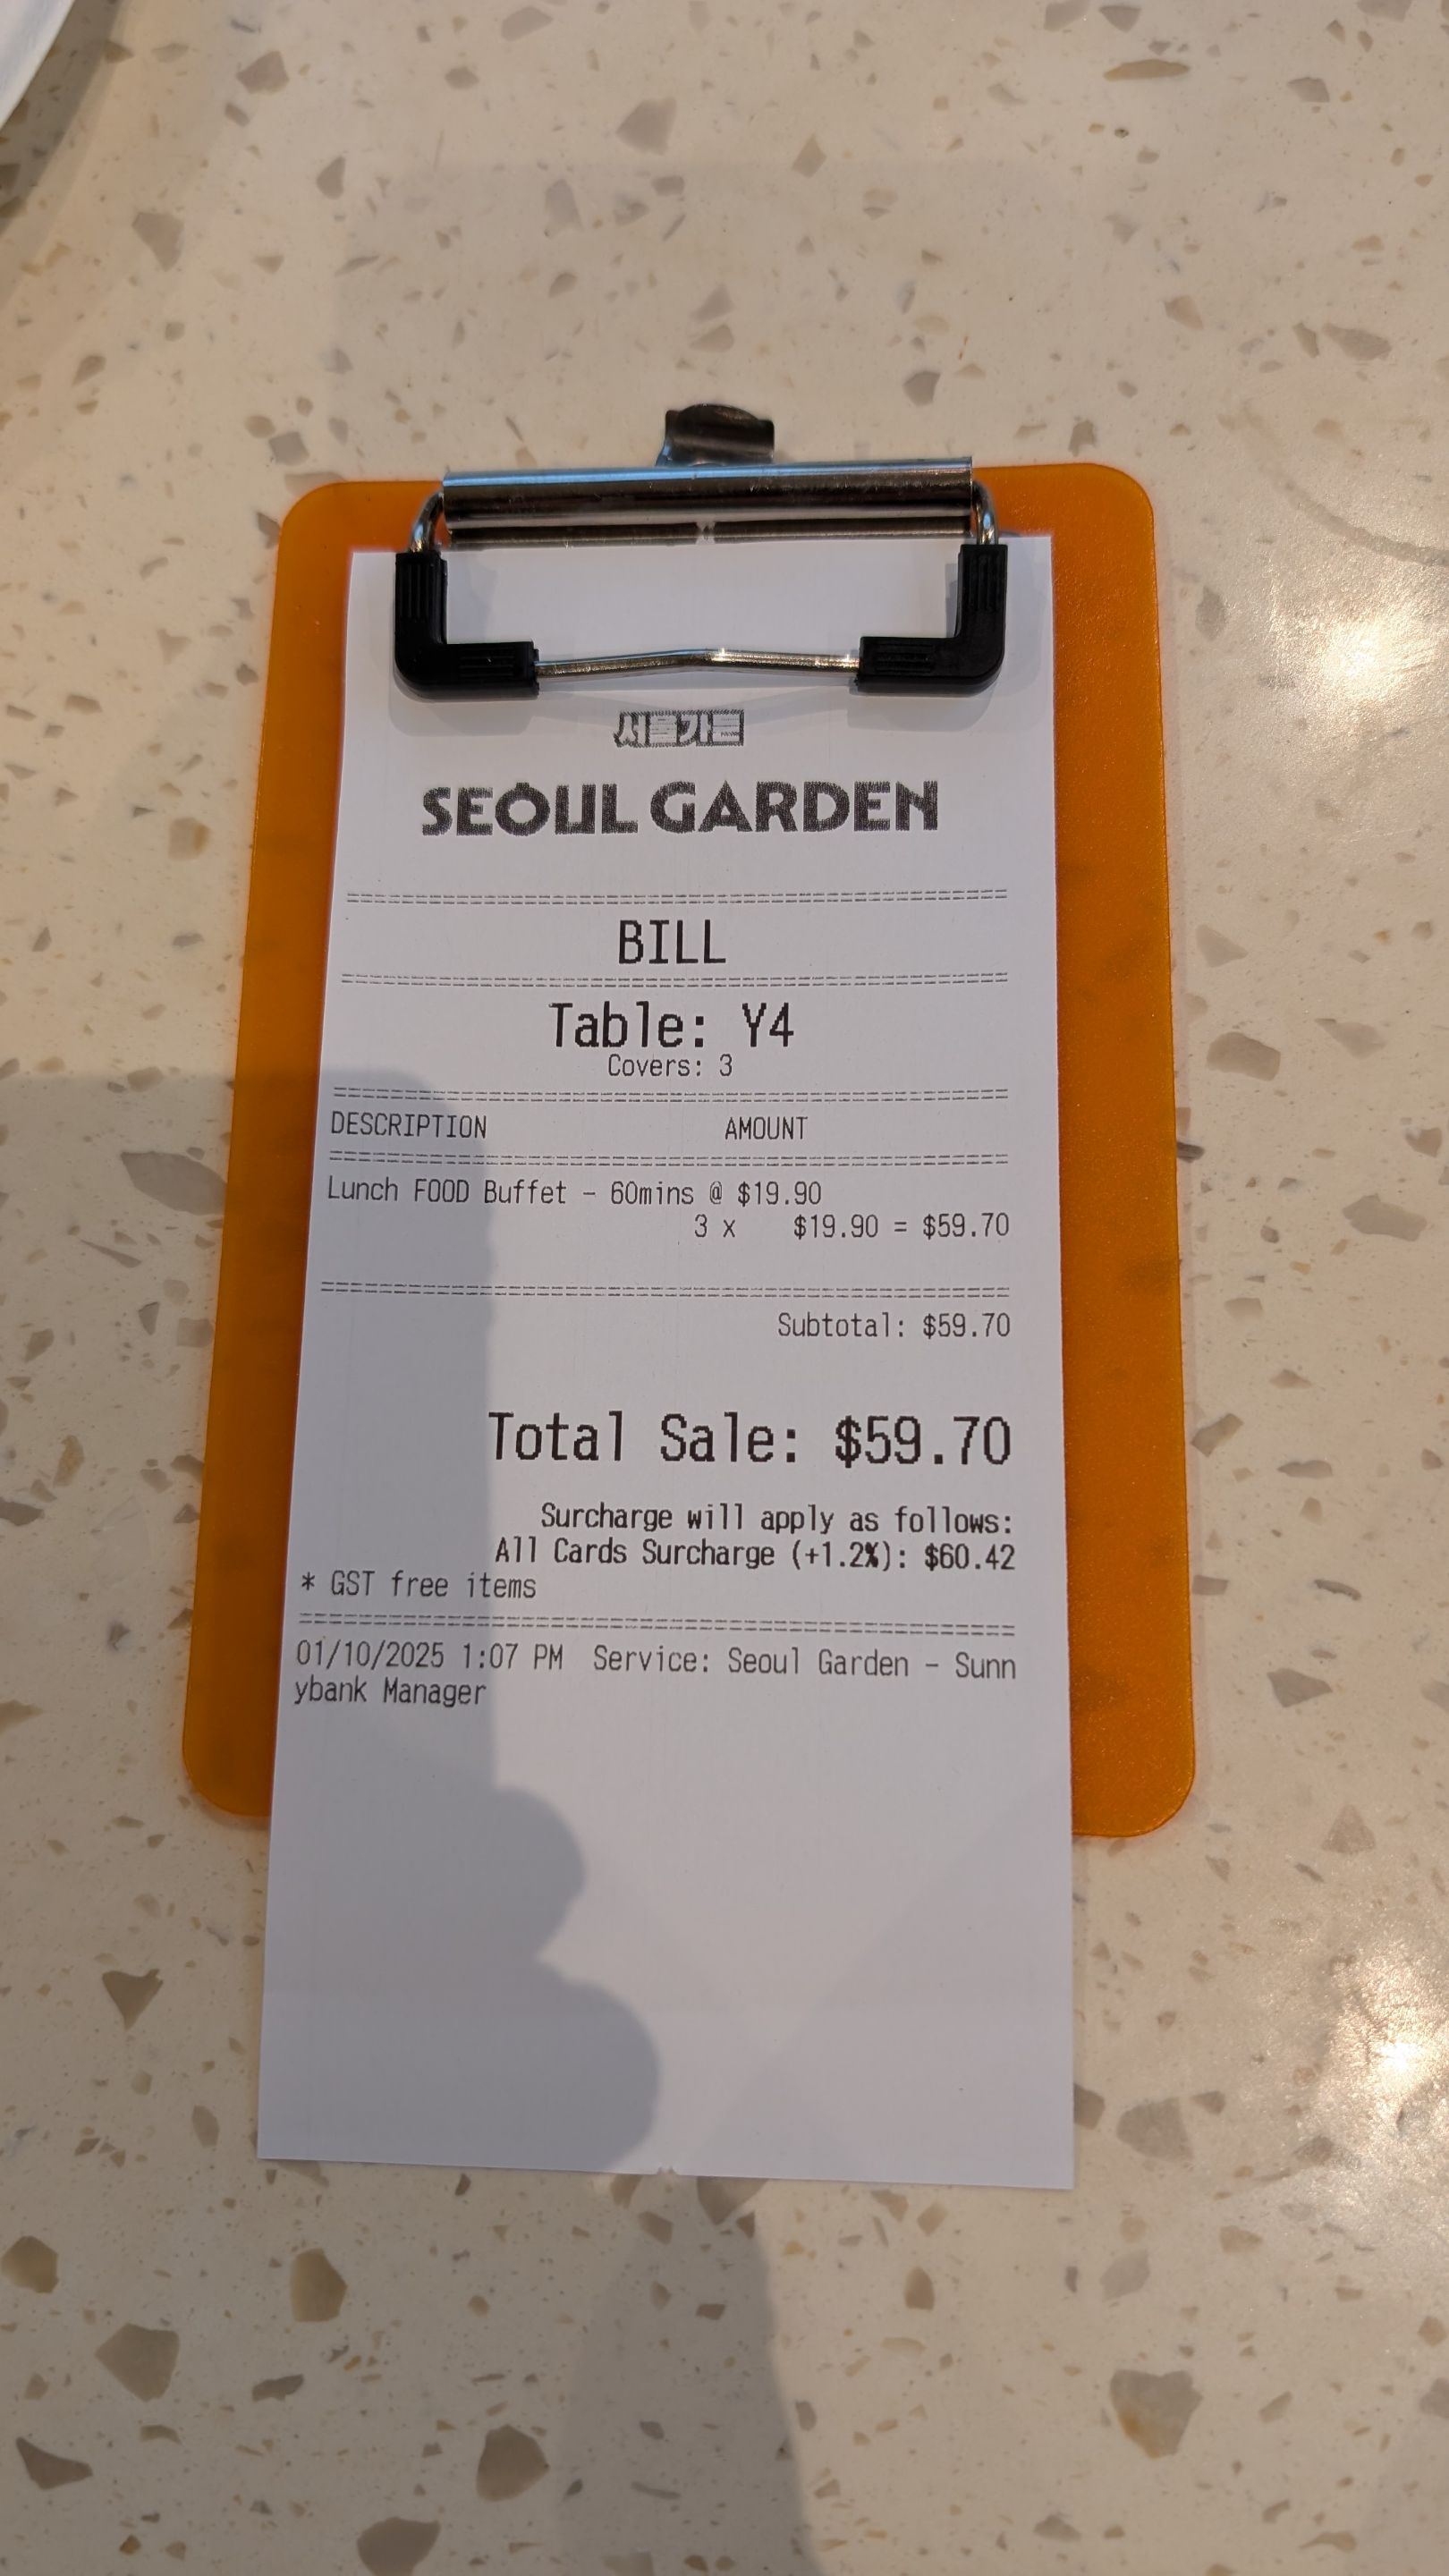 서울가든
SEOUL GARDEN
BILL
Table: Y4
Covers: 3
DESCRIPTION AMOUNT
Lunch FOOD Buffet - 60mins @ $19.90
3 x $19.90 = $59.70
Subtotal: $59.70
Total Sale: $59.70
Surcharge will apply as follows:
All Cards Surcharge (+1.2%): $60.42
* GST free items
01/10/2025 1:07 PM Service: Seoul Garden - Sunn
ybank Manager